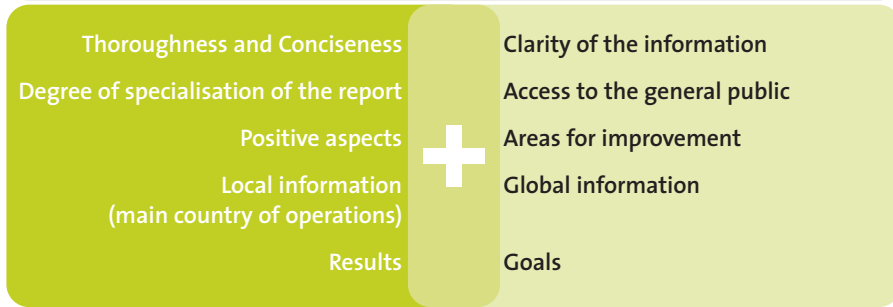 Thoroughness and Conciseness
Clarity of the information
Degree of specialisation of the report
Access to the general public
Positive aspects
Areas for improvement
Local information
(main country of operations)
Global information
Results
Goals